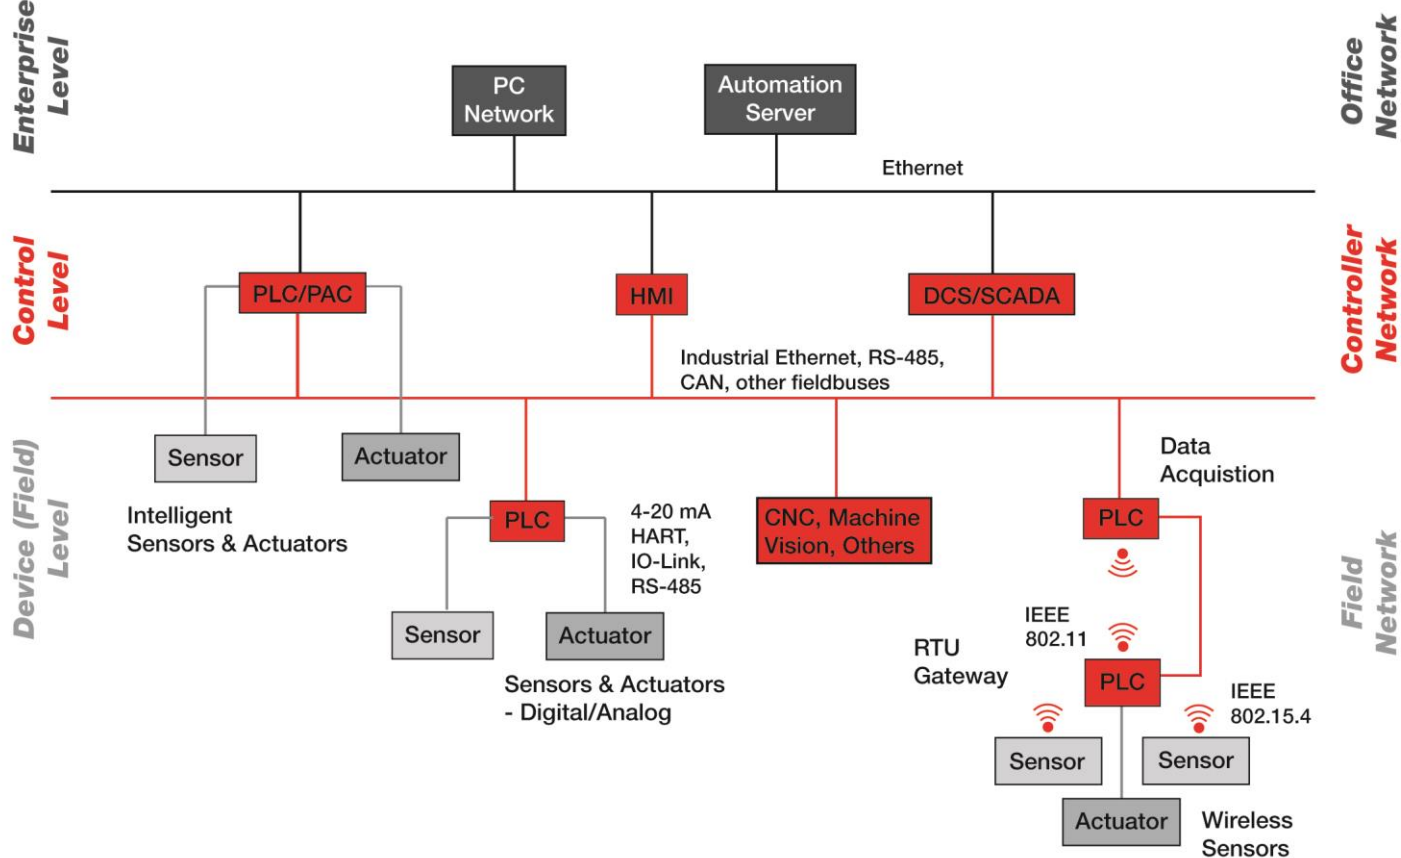 Enterprise
Level
Office
Network
PC
Network
Automation
Server
Ethernet
Control
Level
Controller
Network
PLC/PAC
HMI
DCS/SCADA
Industrial Ethernet, RS-485,
CAN, other fieldbuses
Device (Field)
Level
Field
Network
Sensor
Actuator
Intelligent
Sensors & Actuators
PLC
4-20 mA
HART,
IO-Link,
RS-485
Sensor
Actuator
Sensors & Actuators
- Digital/Analog
CNC, Machine
Vision, Others
Data
Acquistion
PLC
IEEE
802.11
RTU
Gateway
PLC
IEEE
802.15.4
Sensor
Sensor
Actuator
Wireless
Sensors